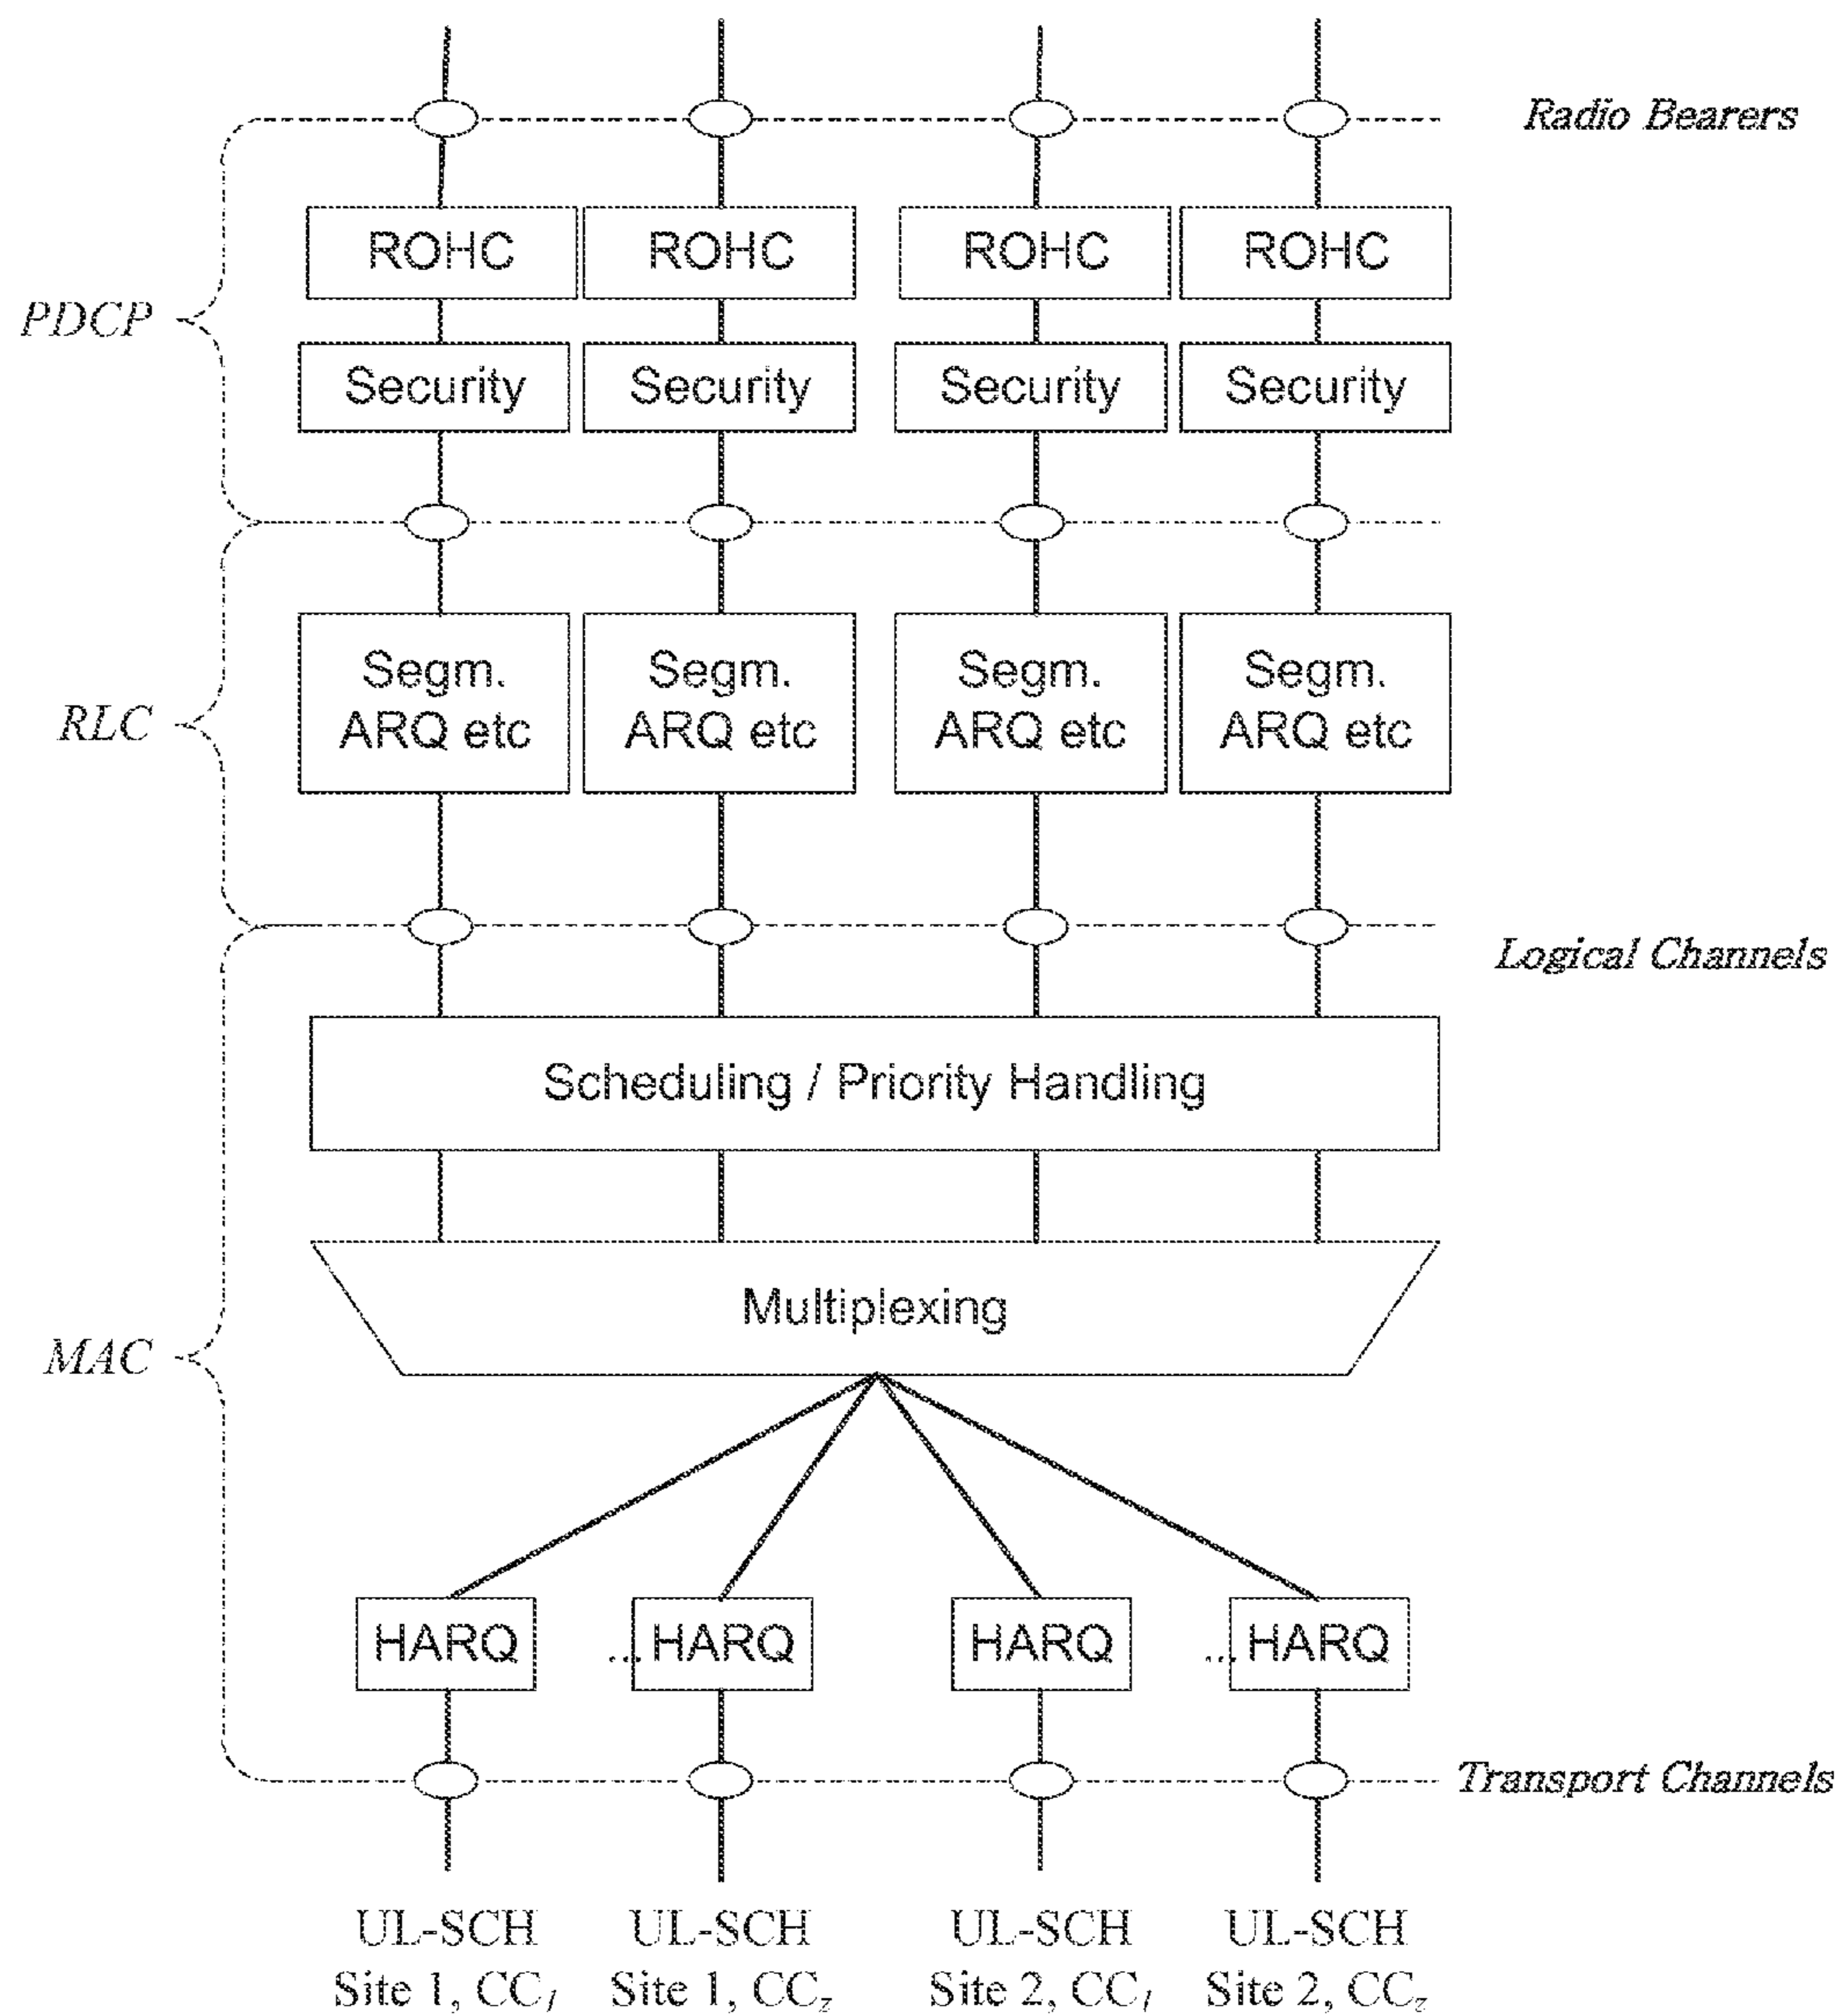 Radio Bearers
ROHC ROHC ROHC ROHC
PDCP
Security Security Security Security
Segm. Segm. Segm. Segm.
RLC
ARQ etc ARQ etc ARQ etc ARQ etc
Logical Channels
Scheduling / Priority Handling
Multiplexing
MAC
HARQ ...HARQ HARQ ...HARQ
Transport Channels
UL-SCH UL-SCH UL-SCH UL-SCH
Site 1, CC₁ Site 1, CC_z Site 2, CC₁ Site 2, CC_z